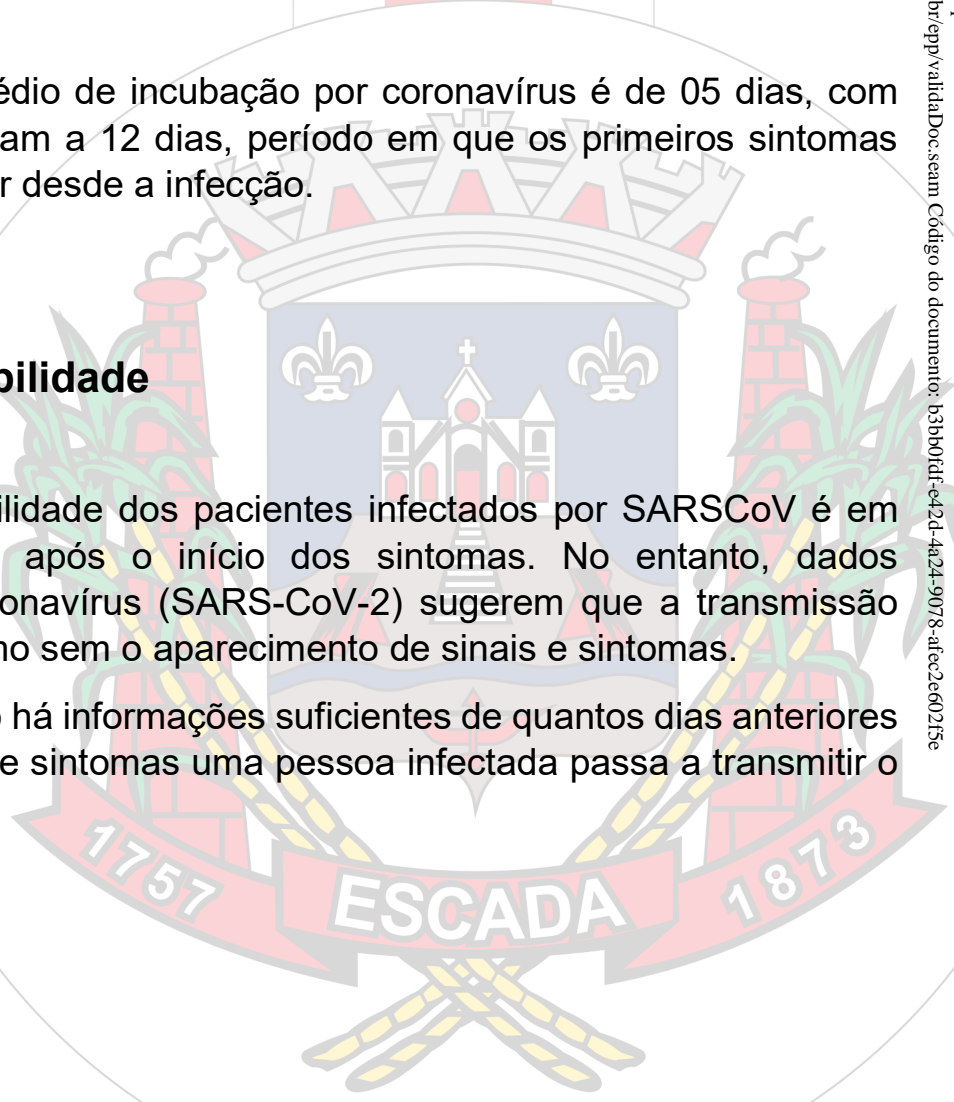 édio de incubação por coronavírus é de 05 dias, com
am a 12 dias, período em que os primeiros sintomas
r desde a infecção.
bilidade
ilidade dos pacientes infectados por SARSCoV é em
após o início dos sintomas. No entanto, dados
onavírus (SARS-CoV-2) sugerem que a transmissão
no sem o aparecimento de sinais e sintomas.
há informações suficientes de quantos dias anteriores
e sintomas uma pessoa infectada passa a transmitir o
1757
ESCADA
1873
br/epp/validaDoc.seam Código do documento: b3bb0fdf-e42d-4a24-9078-afec2e602f5e